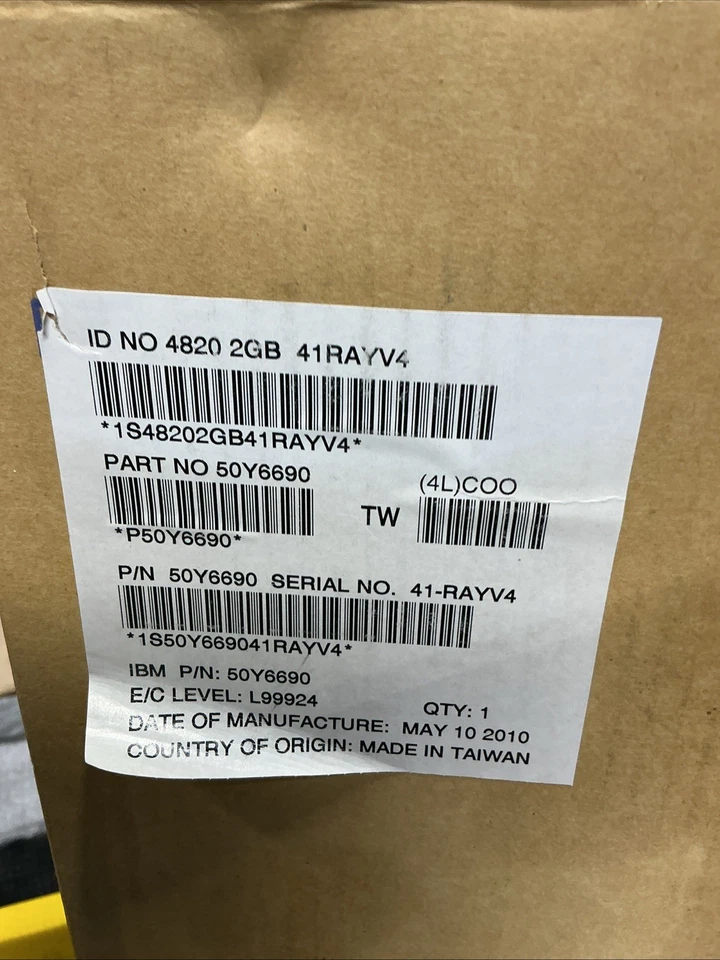 ID NO 4820 2GB 41RAYV4
*1S48202GB41RAYV4*
PART NO 50Y6690
(4L)COO
TW
*P50Y6690*
P/N 50Y6690 SERIAL NO. 41-RAYV4
*1S50Y669041RAYV4*
IBM P/N: 50Y6690
E/C LEVEL: L99924
QTY: 1
DATE OF MANUFACTURE: MAY 10 2010
COUNTRY OF ORIGIN: MADE IN TAIWAN